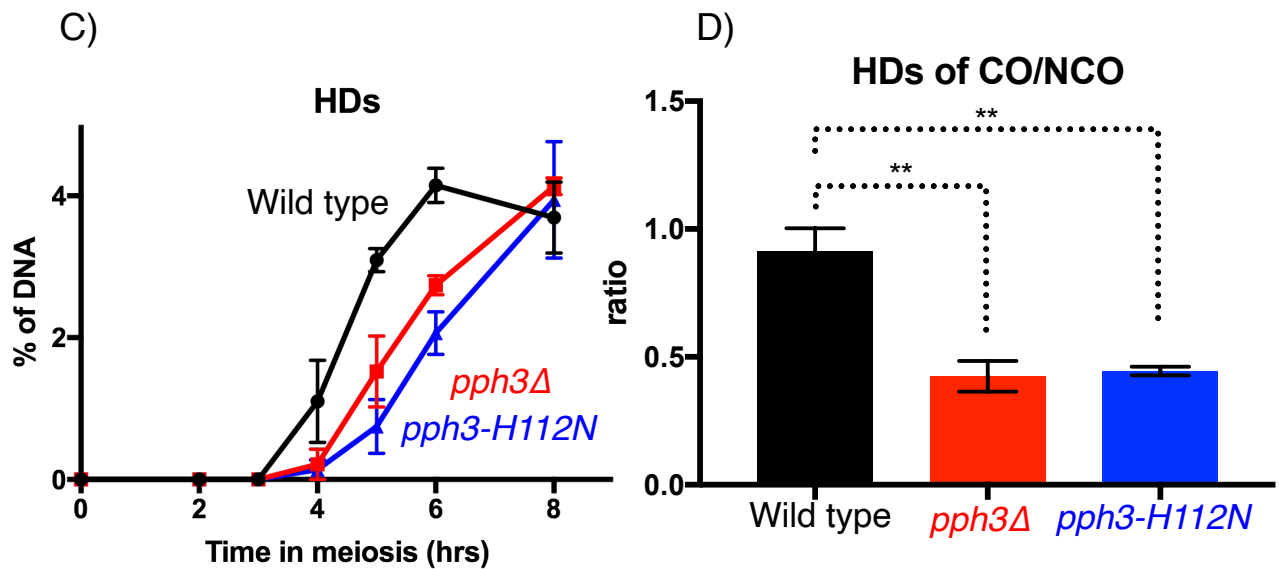 C)
HDs
Wild type
pph3Δ
pph3-H112N
% of DNA
4
2
0
0 2 4 6 8
Time in meiosis (hrs)
D)
HDs of CO/NCO
**
**
ratio
1.5
1.0
0.5
0.0
Wild type pph3Δ pph3-H112N